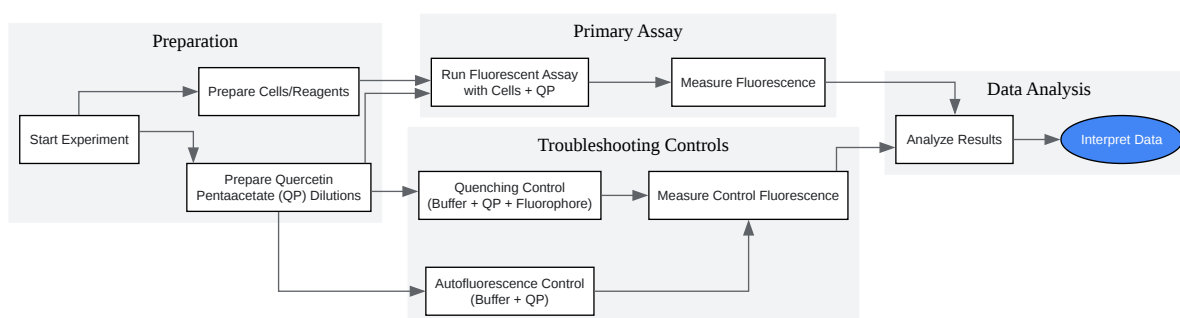 Preparation
Start Experiment
Prepare Cells/Reagents
Prepare Quercetin
Pentaacetate (QP) Dilutions
Primary Assay
Run Fluorescent Assay
with Cells + QP
Measure Fluorescence
Troubleshooting Controls
Quenching Control
(Buffer + QP + Fluorophore)
Measure Control Fluorescence
Autofluorescence Control
(Buffer + QP)
Data Analysis
Analyze Results
Interpret Data